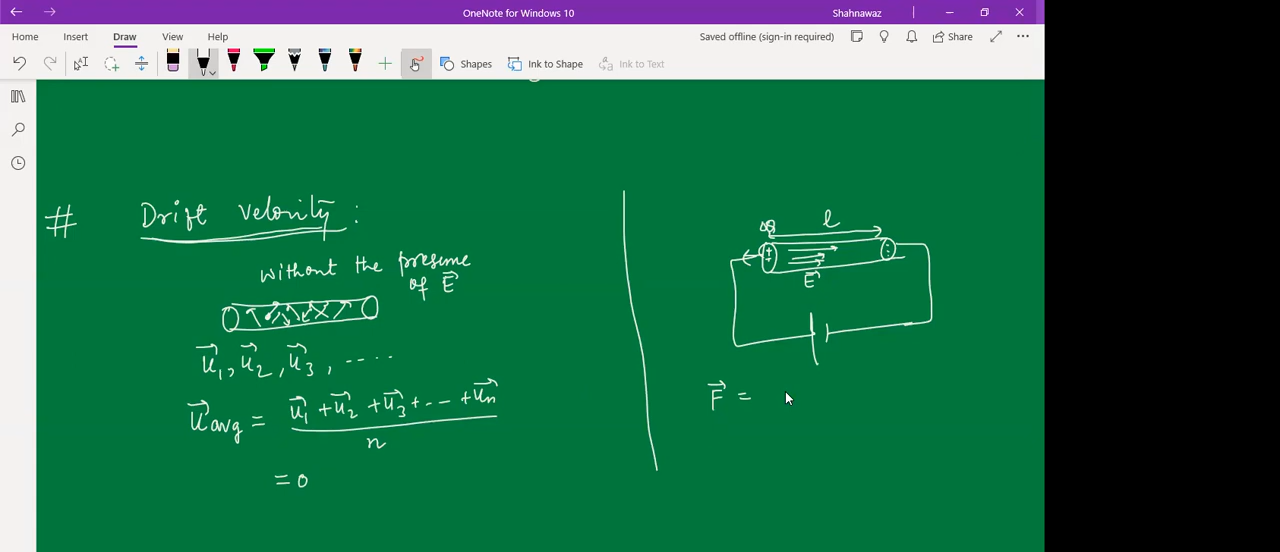 OneNote for Windows 10
Shahnawaz
Home Insert Draw View Help
Saved offline (sign-in required)
Share
Shapes
Ink to Shape
Ink to Text
# Drift Velocity :
without the presence
of E⃗
u⃗₁, u⃗₂, u⃗₃, .....
u⃗avg = (u⃗₁ + u⃗₂ + u⃗₃ + .... + u⃗n) / n
= 0
l
+
+
E⃗
F⃗ =